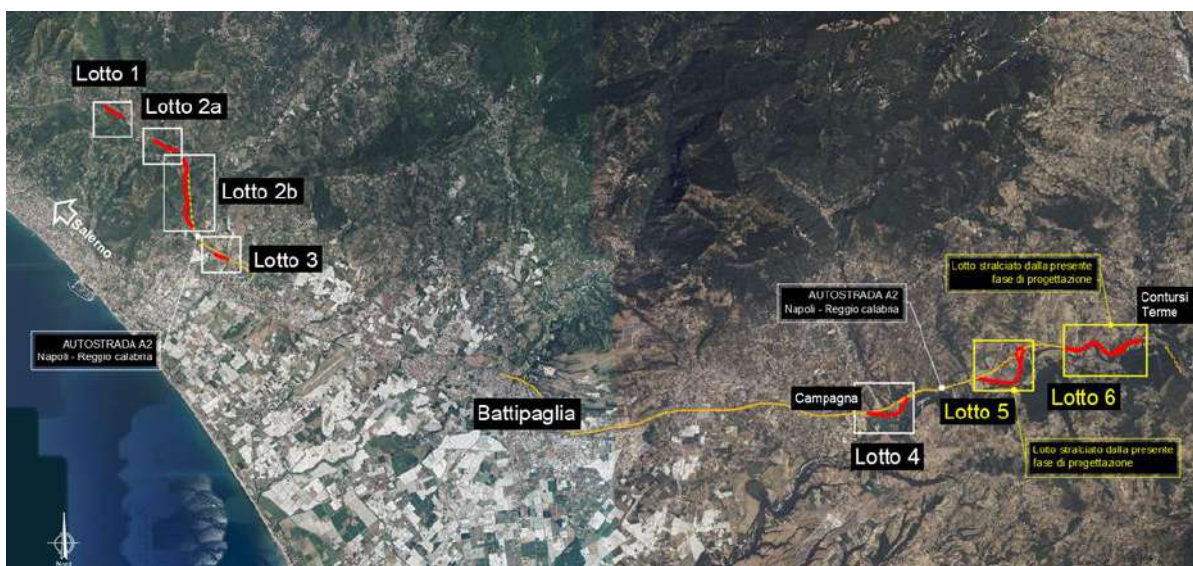 Lotto 1
Lotto 2a
Lotto 2b
Salerno
Lotto 3
AUTOSTRADA A2
Napoli - Reggio calabria
Battipaglia
AUTOSTRADA A2
Napoli - Reggio calabria
Campagna
Lotto 4
Lotto stralciato dalla presente
fase di progettazione
Contursi
Terme
Lotto 5
Lotto 6
Lotto stralciato dalla presente
fase di progettazione
Nord